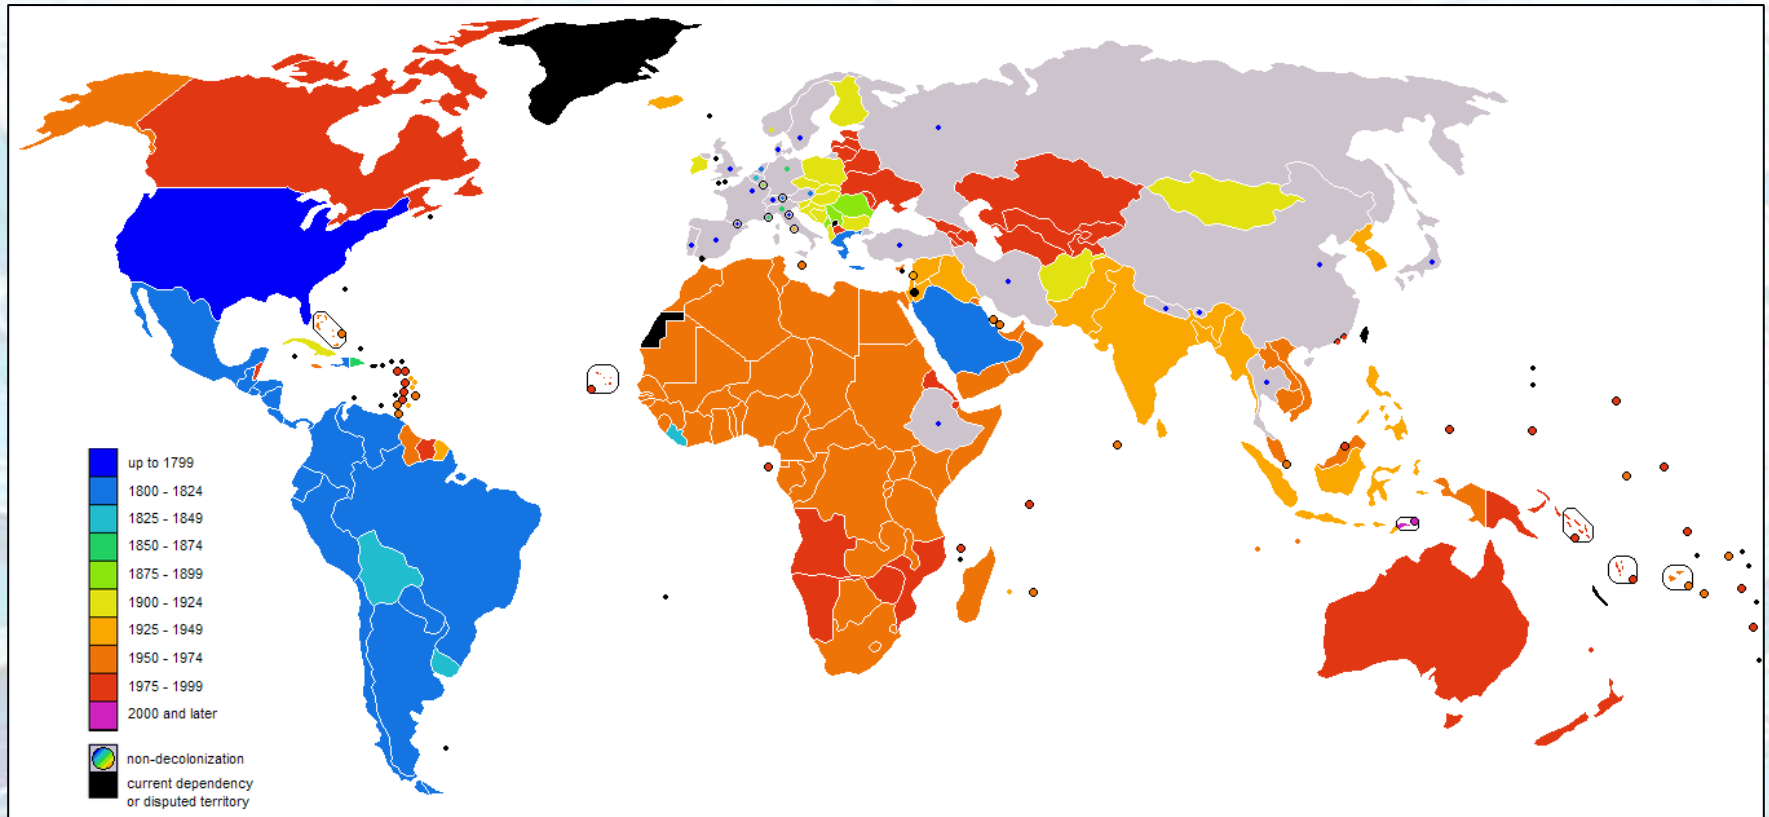 up to 1799
1800 - 1824
1825 - 1849
1850 - 1874
1875 - 1899
1900 - 1924
1925 - 1949
1950 - 1974
1975 - 1999
2000 and later
non-decolonization
current dependency
or disputed territory